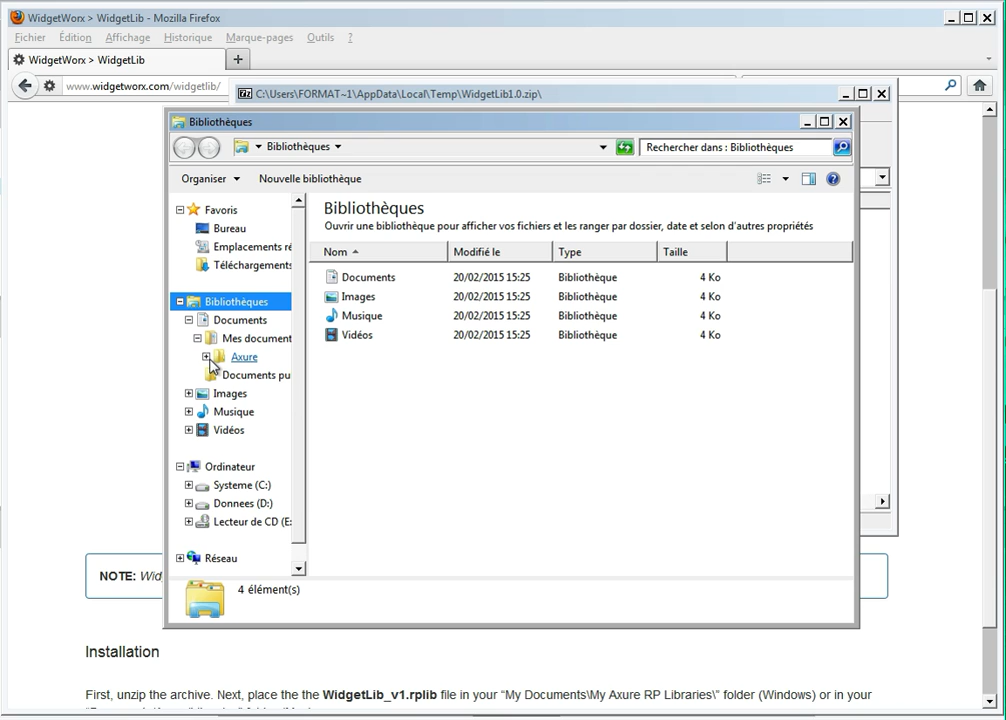 WidgetWorx > WidgetLib - Mozilla Firefox
Fichier Édition Affichage Historique Marque-pages Outils ?
WidgetWorx > WidgetLib
www.widgetworx.com/widgetlib/
C:\Users\FORMAT~1\AppData\Local\Temp\WidgetLib1.0.zip\
Bibliothèques
Bibliothèques
Rechercher dans : Bibliothèques
Organiser Nouvelle bibliothèque
Favoris
Bureau
Emplacements ré
Téléchargements
Bibliothèques
Documents
Mes document
Axure
Documents pu
Images
Musique
Vidéos
Ordinateur
Systeme (C:)
Donnees (D:)
Lecteur de CD (E:
Réseau
Bibliothèques
Ouvrir une bibliothèque pour afficher vos fichiers et les ranger par dossier, date et selon d'autres propriétés
Nom Modifié le Type Taille
Documents 20/02/2015 15:25 Bibliothèque 4 Ko
Images 20/02/2015 15:25 Bibliothèque 4 Ko
Musique 20/02/2015 15:25 Bibliothèque 4 Ko
Vidéos 20/02/2015 15:25 Bibliothèque 4 Ko
4 élément(s)
NOTE: Wid
Installation
First, unzip the archive. Next, place the the WidgetLib_v1.rplib file in your “My Documents\My Axure RP Libraries\” folder (Windows) or in your